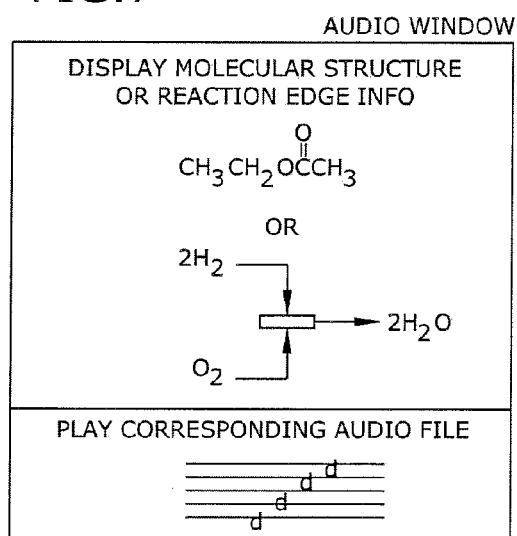 AUDIO WINDOW
DISPLAY MOLECULAR STRUCTURE
OR REACTION EDGE INFO
O
CH3CH2OCCH3
OR
2H2
2H2O
O2
PLAY CORRESPONDING AUDIO FILE
d
d
d
d